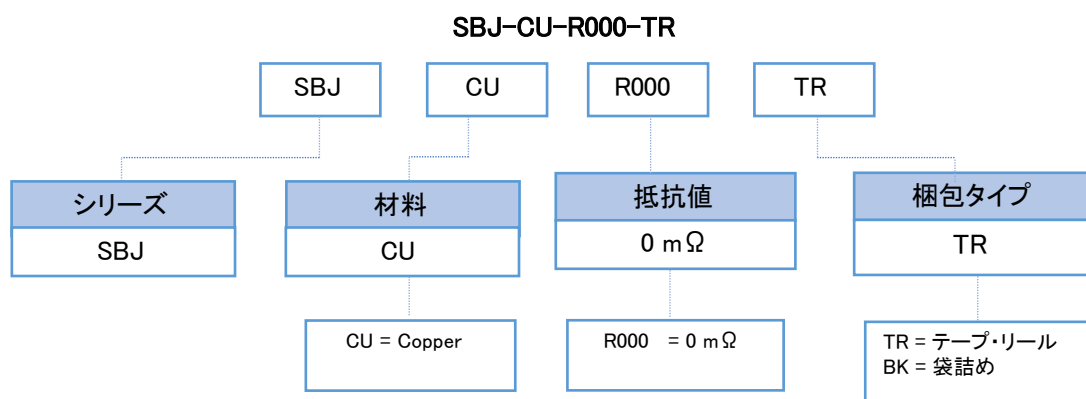 SBJ-CU-R000-TR
SBJ CU R000 TR
シリーズ 材料 抵抗値 梱包タイプ
SBJ CU 0 mΩ TR
CU = Copper R000 = 0 mΩ TR = テープ・リール
BK = 袋詰め